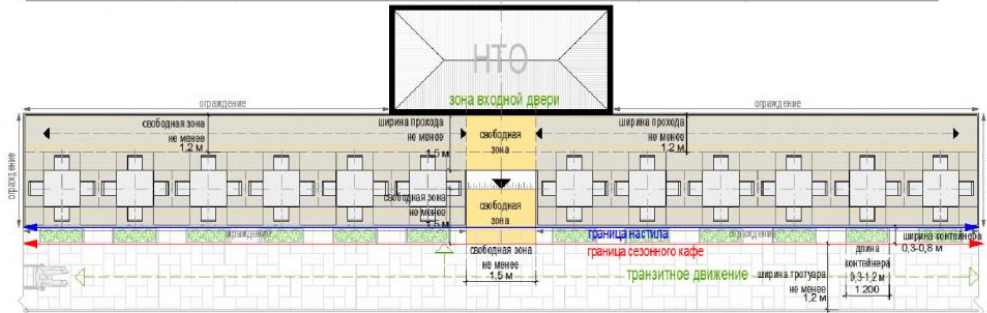 НТО
зона входной двери
ограждение
ограждение
свободная зона
не менее
1,2 м
ширина прохода
не менее
1,5 м
свободная
зона
ширина прохода
не менее
1,2 м
ограждение
свободная зона
не менее
1,5 м
свободная
зона
ограждение
граница настила
ограждение
граница сезонного кафе
ширина контейнера
0,3-0,8 м
свободная зона
не менее
1,5 м
транзитное движение
ширина тротуара
не менее
1,2 м
длина
контейнера
0,3-1,2 м
1 200